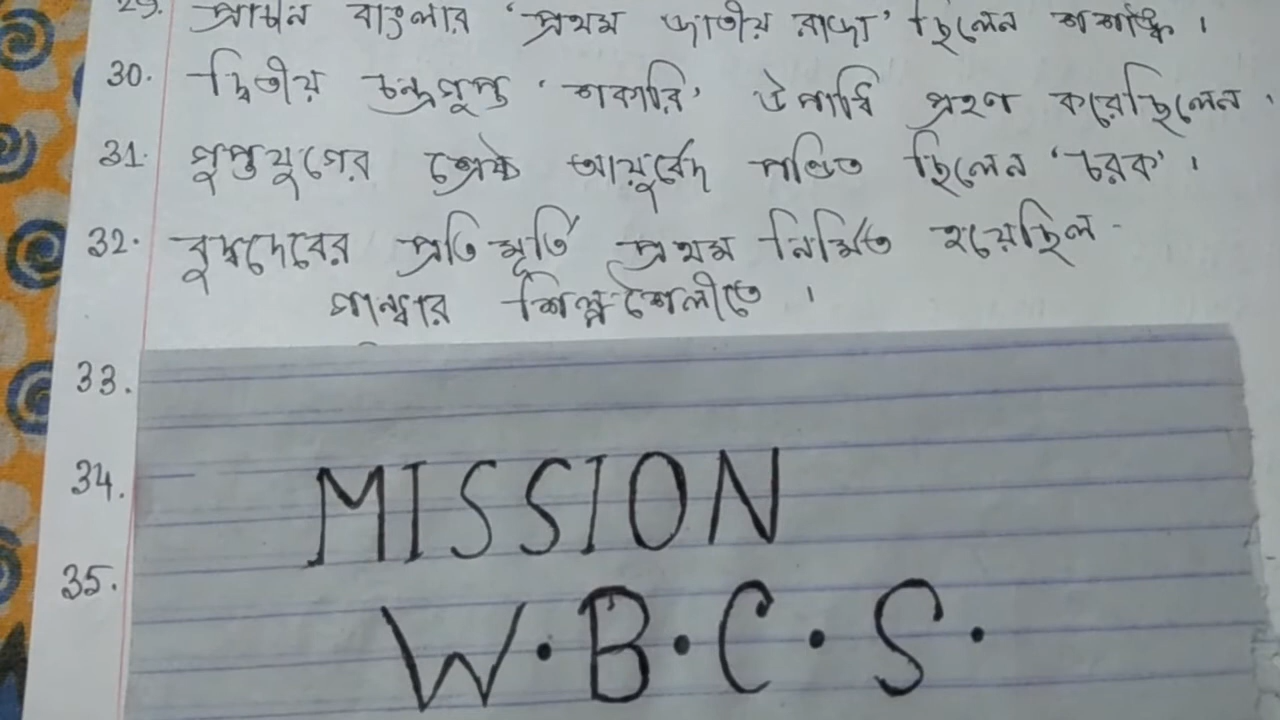 29. প্রাচীন বাংলার ‘প্রথম জাতীয় রাজা’ ছিলেন শশাঙ্ক ।
30. দ্বিতীয় চন্দ্রগুপ্ত ‘শকারি’ উপাধি গ্রহণ করেছিলেন ।
31. গুপ্তযুগের শ্রেষ্ঠ আয়ুর্বেদ পণ্ডিত ছিলেন ‘চরক’ ।
32. বুদ্ধদেবের প্রতিমূর্তি প্রথম নির্মিত হয়েছিল
গান্ধার শিল্পশৈলীতে ।
33.
34.
MISSION
35.
W.B.C.S.